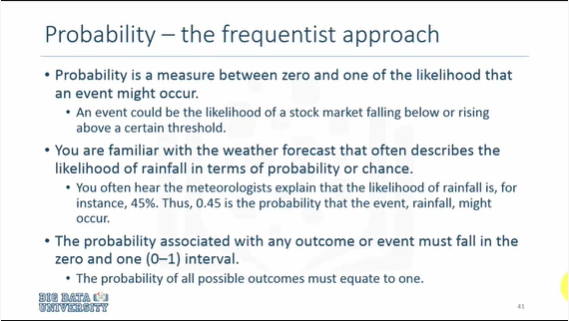 Probability – the frequentist approach
• Probability is a measure between zero and one of the likelihood that
an event might occur.
• An event could be the likelihood of a stock market falling below or rising
above a certain threshold.
• You are familiar with the weather forecast that often describes the
likelihood of rainfall in terms of probability or chance.
• You often hear the meteorologists explain that the likelihood of rainfall is, for
instance, 45%. Thus, 0.45 is the probability that the event, rainfall, might
occur.
• The probability associated with any outcome or event must fall in the
zero and one (0–1) interval.
• The probability of all possible outcomes must equate to one.
BIG DATA
UNIVERSITY
41